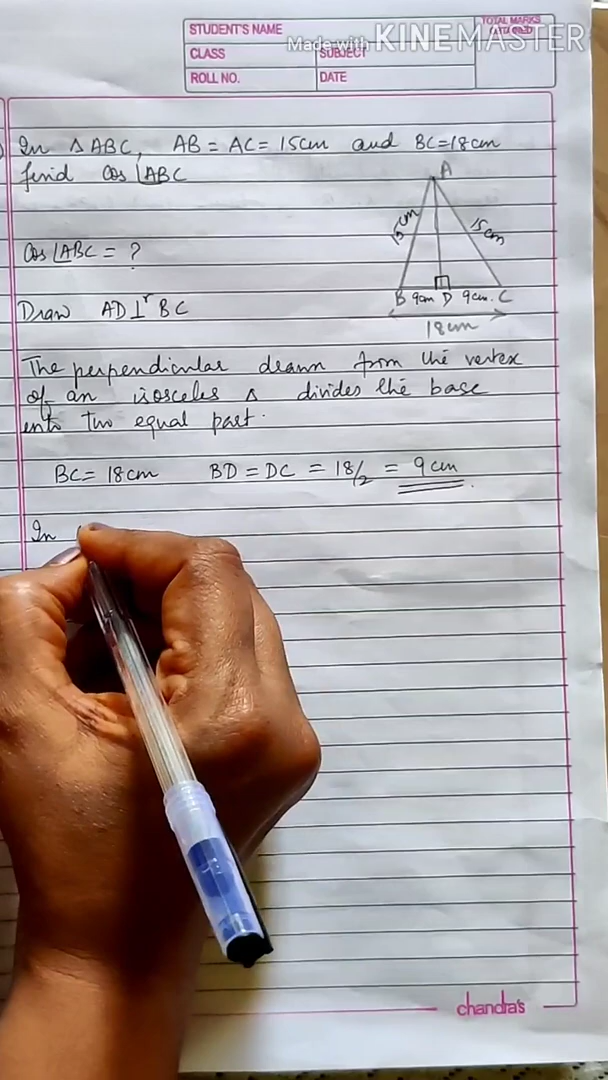 STUDENT'S NAME
TOTAL MARKS
Made with KINEMASTER
CLASS
SUBJECT
ROLL NO.
DATE
In △ ABC, AB = AC = 15cm and BC=18cm
find Cos ∠ABC
A
15cm
15cm
Cos∠ABC = ?
B 9cm D 9cm. C
Draw AD⊥r BC
18cm
The perpendicular drawn from the vertex
of an isosceles △ divides the base
into two equal part.
BC= 18cm BD = DC = 18/2 = 9cm.
In
chandra's